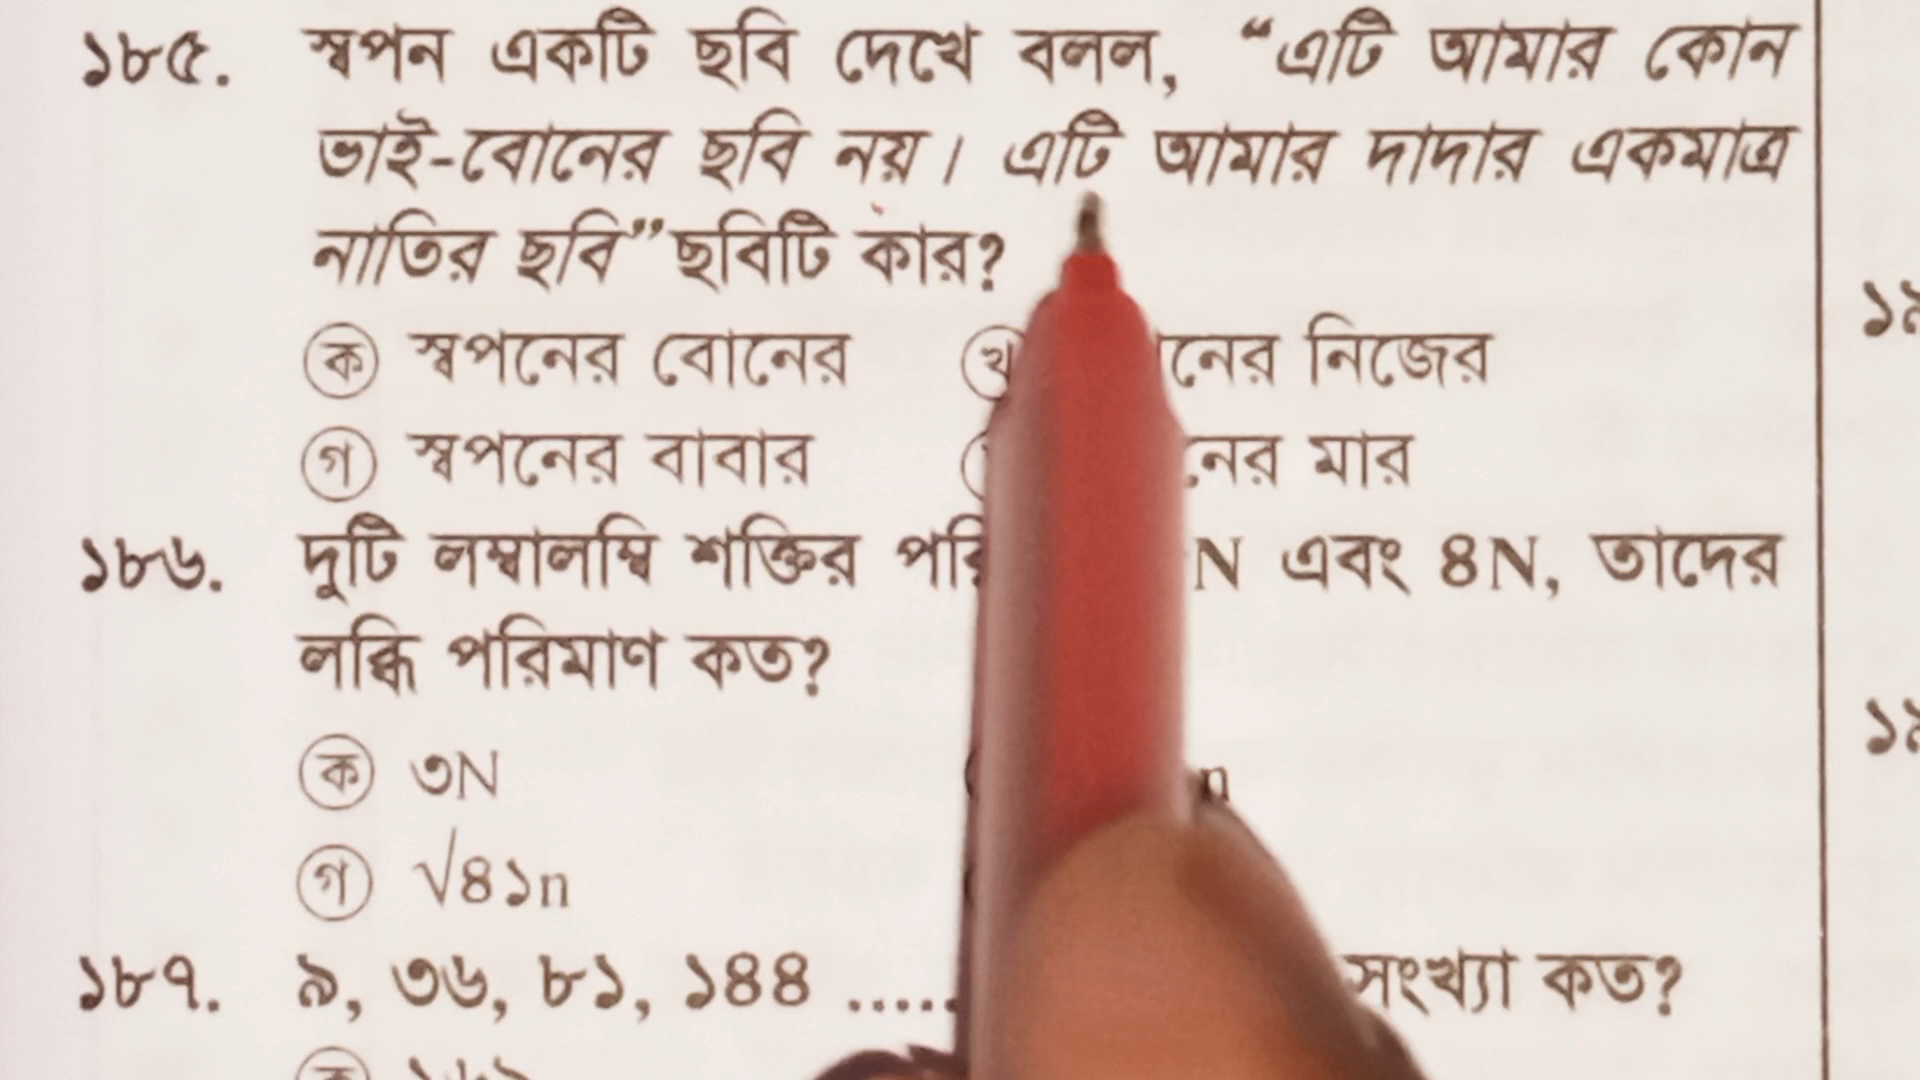 ১৮৫. স্বপন একটি ছবি দেখে বলল, “এটি আমার কোন
ভাই-বোনের ছবি নয়। এটি আমার দাদার একমাত্র
নাতির ছবি” ছবিটি কার?
ক স্বপনের বোনের খ নিজের
গ স্বপনের বাবার মার
১৮৬. দুটি লম্বালম্বি শক্তির N এবং ৪N, তাদের
লব্ধি পরিমাণ কত?
ক ৩N n
গ √৪১n
১৮৭. ৯, ৩৬, ৮১, ১৪৪ ..... সংখ্যা কত?
ক